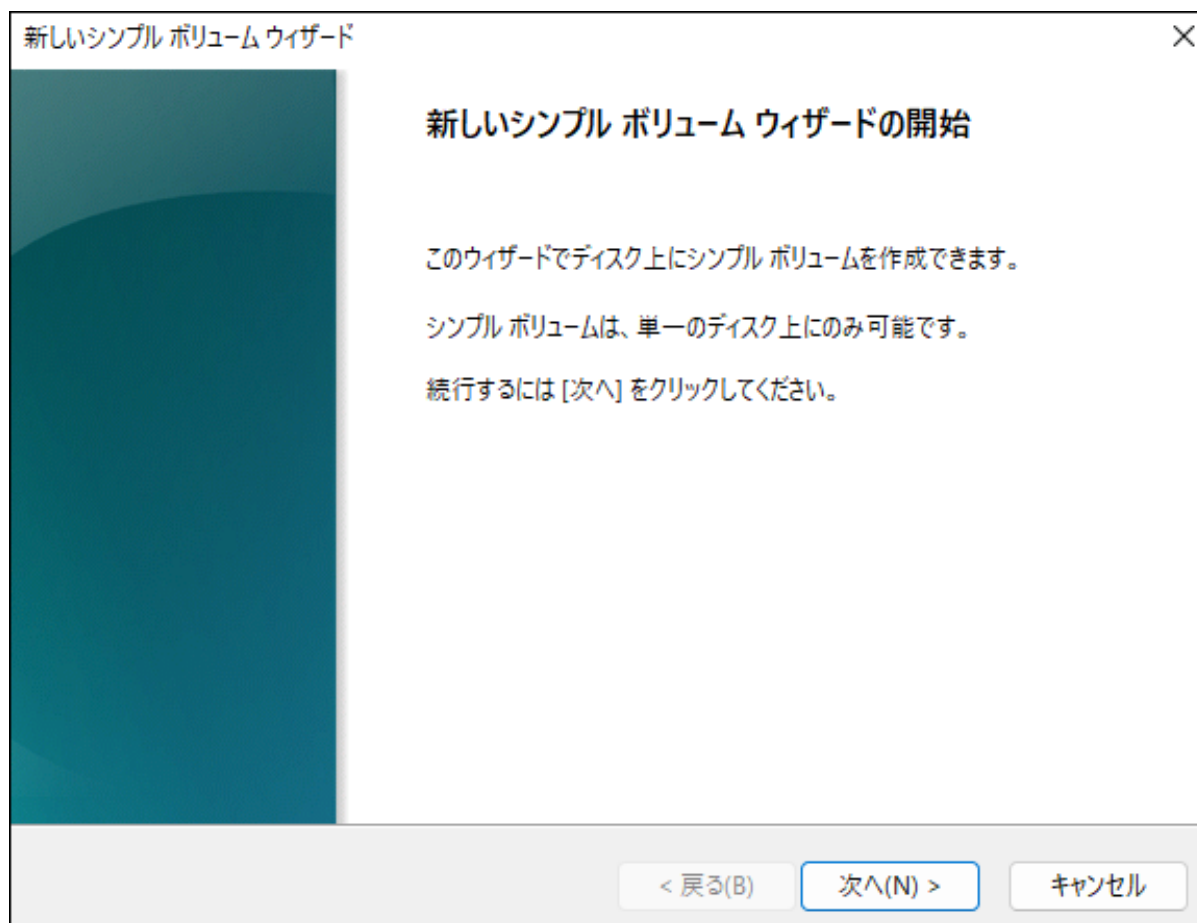 新しいシンプル ボリューム ウィザード
新しいシンプル ボリューム ウィザードの開始
このウィザードでディスク上にシンプル ボリュームを作成できます。
シンプル ボリュームは、単一のディスク上にのみ可能です。
続行するには [次へ] をクリックしてください。
< 戻る(B)
次へ(N) >
キャンセル